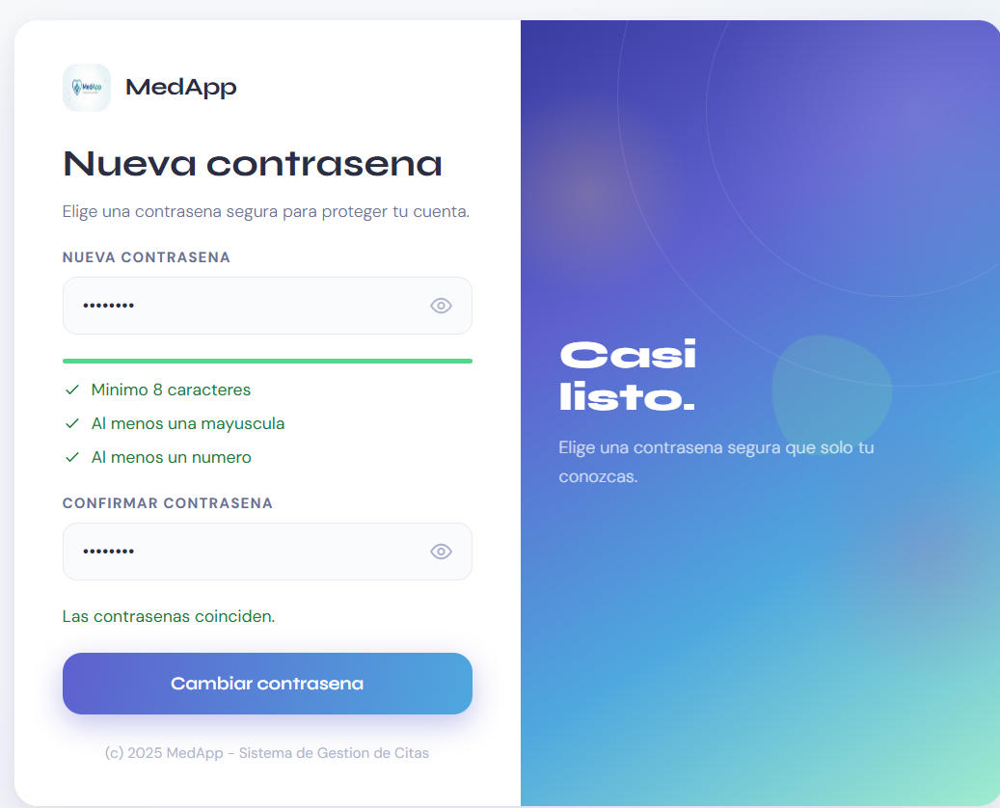 MedApp
MedApp
Nueva contrasena
Elige una contrasena segura para proteger tu cuenta.
NUEVA CONTRASENA
••••••••
Minimo 8 caracteres
Al menos una mayuscula
Al menos un numero
CONFIRMAR CONTRASENA
••••••••
Las contrasenas coinciden.
Cambiar contrasena
(c) 2025 MedApp - Sistema de Gestion de Citas
Casi
listo.
Elige una contrasena segura que solo tu
conozcas.